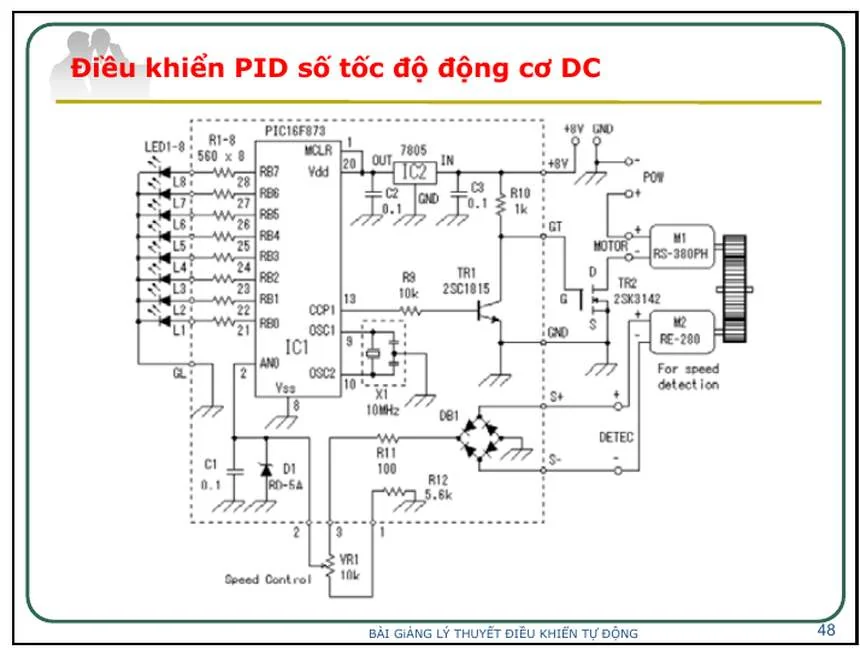 Điều khiển PID số tốc độ động cơ DC
PIC16F873
LED1-8
R1-8
560 x 8
MCLR
1
Vdd
20
OUT
7805
IN
IC2
GND
C2
0.1
C3
0.1
R10
1k
+8V
+8V GND
POW
-
+
RB7
28
L8
RB6
27
L7
RB5
26
L6
RB4
25
L5
RB3
24
L4
RB2
23
L3
RB1
22
L2
RB0
21
L1
GT
MOTOR
+
-
M1
RS-380PH
D
G
S
TR2
2SK3142
TR1
2SC1815
R9
10k
CCP1
13
OSC1
9
OSC2
10
IC1
X1
10MHz
GND
+
-
M2
RE-280
For speed
detection
GL
2
AN0
Vss
8
DB1
S+
+
DETEC
S-
-
C1
0.1
D1
RD-5A
R11
100
R12
5.6k
2
3
1
VR1
10k
Speed Control
BÀI GiẢNG LÝ THUYẾT ĐIỀU KHIỂN TỰ ĐỘNG
48